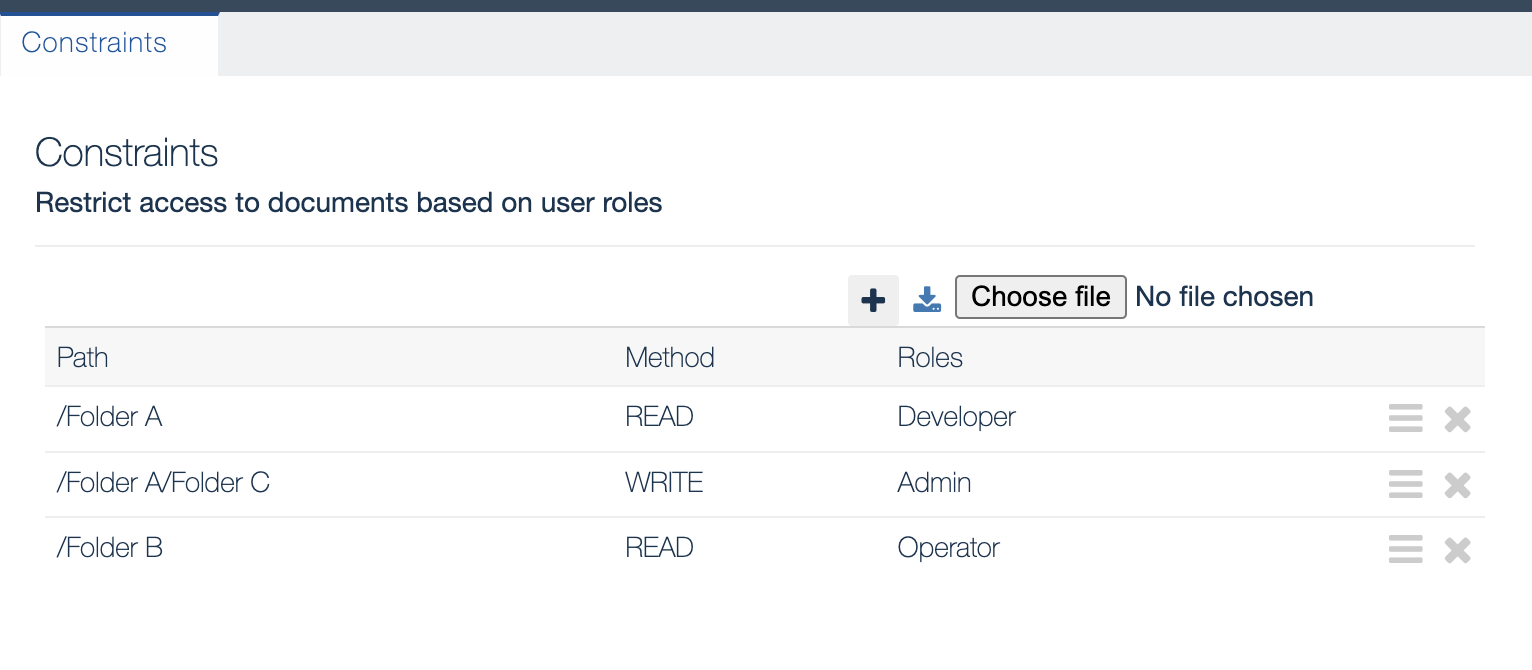 Constraints
Constraints
Restrict access to documents based on user roles
Choose file No file chosen
Path Method Roles
/Folder A READ Developer
/Folder A/Folder C WRITE Admin
/Folder B READ Operator